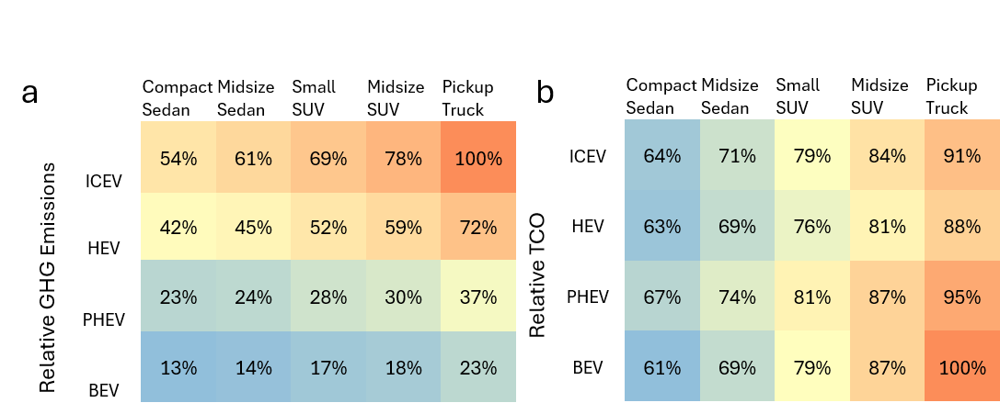 a
Compact Midsize Small Midsize Pickup
Sedan Sedan SUV SUV Truck
Relative GHG Emissions
ICEV 54% 61% 69% 78% 100%
HEV 42% 45% 52% 59% 72%
PHEV 23% 24% 28% 30% 37%
BEV 13% 14% 17% 18% 23%
b
Compact Midsize Small Midsize Pickup
Sedan Sedan SUV SUV Truck
Relative TCO
ICEV 64% 71% 79% 84% 91%
HEV 63% 69% 76% 81% 88%
PHEV 67% 74% 81% 87% 95%
BEV 61% 69% 79% 87% 100%